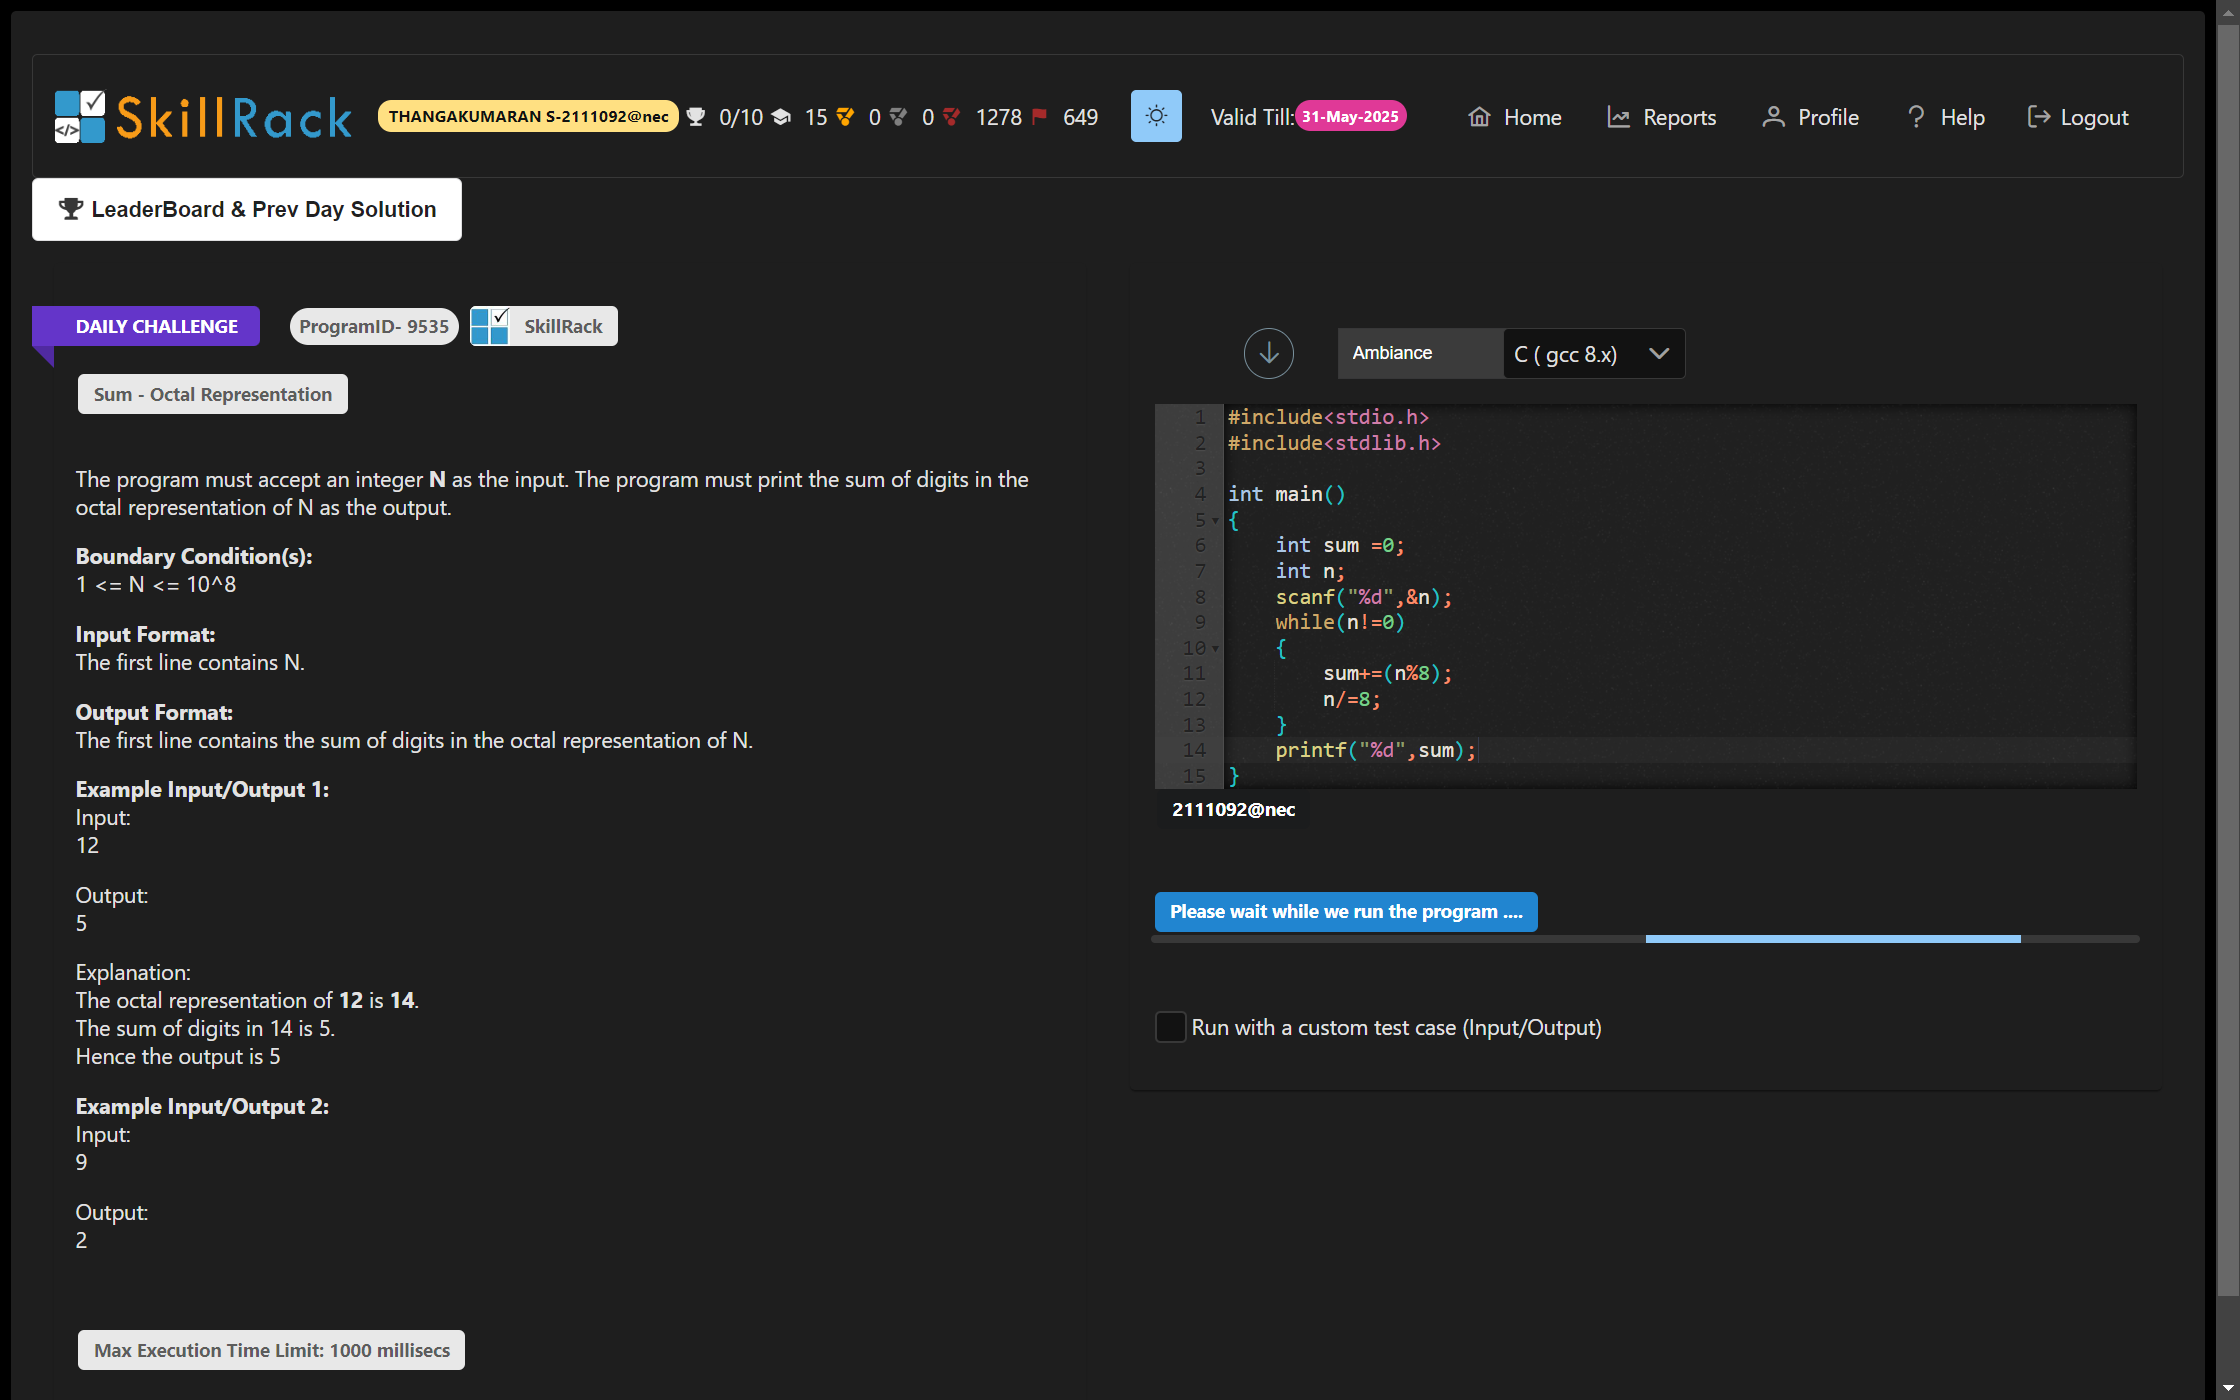 SkillRack
THANGAKUMARAN S-2111092@nec 0/10 15 0 0 1278 649 Valid Till: 31-May-2025 Home Reports Profile Help Logout
LeaderBoard & Prev Day Solution
DAILY CHALLENGE ProgramID- 9535 SkillRack
Sum - Octal Representation
The program must accept an integer N as the input. The program must print the sum of digits in the
octal representation of N as the output.
Boundary Condition(s):
1 <= N <= 10^8
Input Format:
The first line contains N.
Output Format:
The first line contains the sum of digits in the octal representation of N.
Example Input/Output 1:
Input:
12
Output:
5
Explanation:
The octal representation of 12 is 14.
The sum of digits in 14 is 5.
Hence the output is 5
Example Input/Output 2:
Input:
9
Output:
2
Max Execution Time Limit: 1000 millisecs
Ambiance C ( gcc 8.x)
1 #include<stdio.h>
2 #include<stdlib.h>
3
4 int main()
5 {
6     int sum =0;
7     int n;
8     scanf("%d",&n);
9     while(n!=0)
10     {
11         sum+=(n%8);
12         n/=8;
13     }
14     printf("%d",sum);
15 }
2111092@nec
Please wait while we run the program ....
Run with a custom test case (Input/Output)